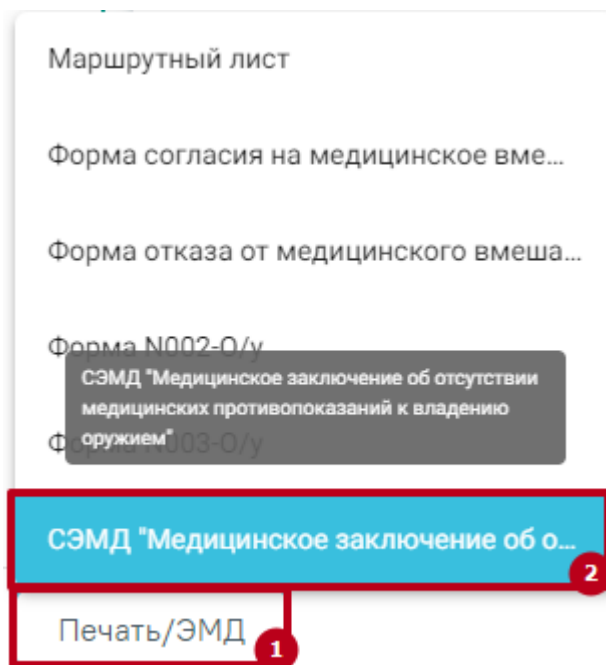 Маршрутный лист
Форма согласия на медицинское вме...
Форма отказа от медицинского вмеша...
Форма N002-О/у
СЭМД "Медицинское заключение об отсутствии
медицинских противопоказаний к владению
оружием"
Форма N003-О/у
СЭМД "Медицинское заключение об о...
2
Печать/ЭМД
1